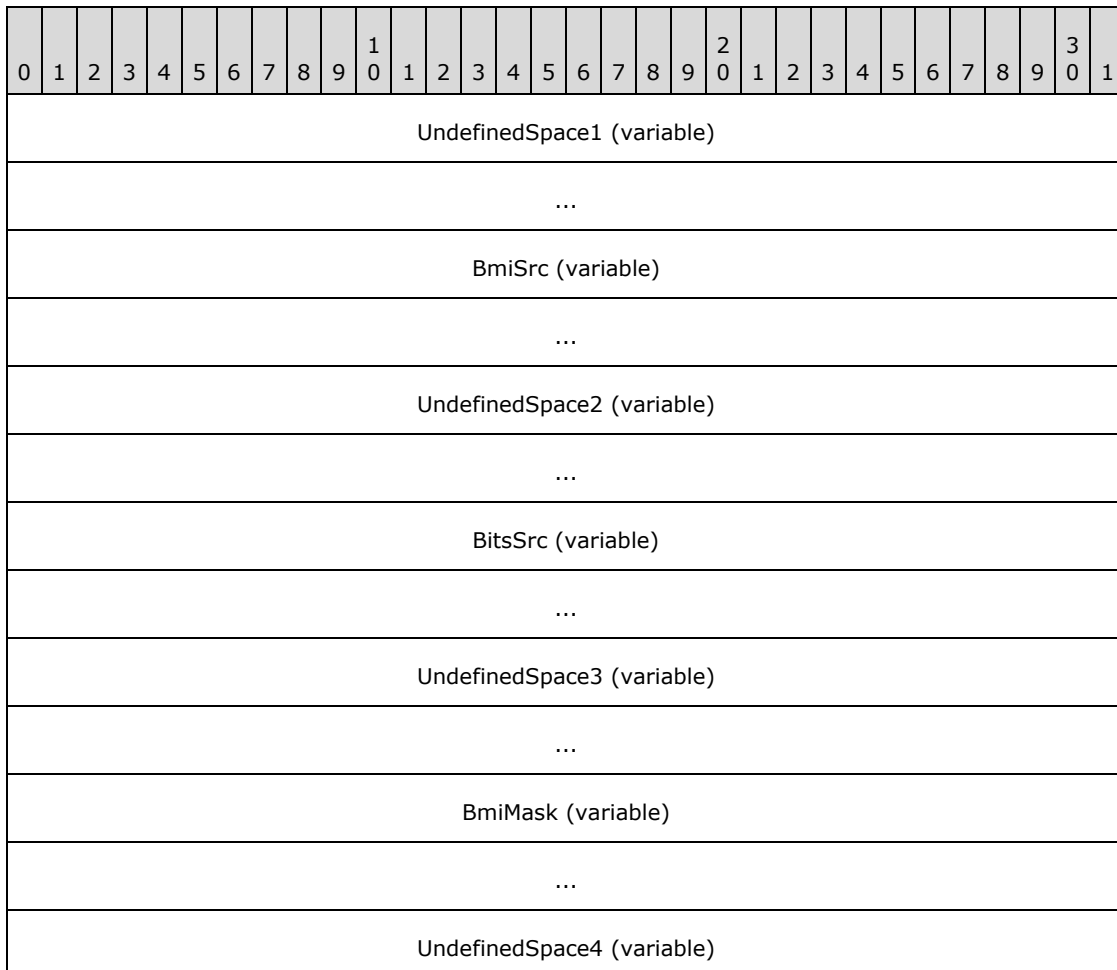 1 2 3
0 1 2 3 4 5 6 7 8 9 0 1 2 3 4 5 6 7 8 9 0 1 2 3 4 5 6 7 8 9 0 1
UndefinedSpace1 (variable)
...
BmiSrc (variable)
...
UndefinedSpace2 (variable)
...
BitsSrc (variable)
...
UndefinedSpace3 (variable)
...
BmiMask (variable)
...
UndefinedSpace4 (variable)